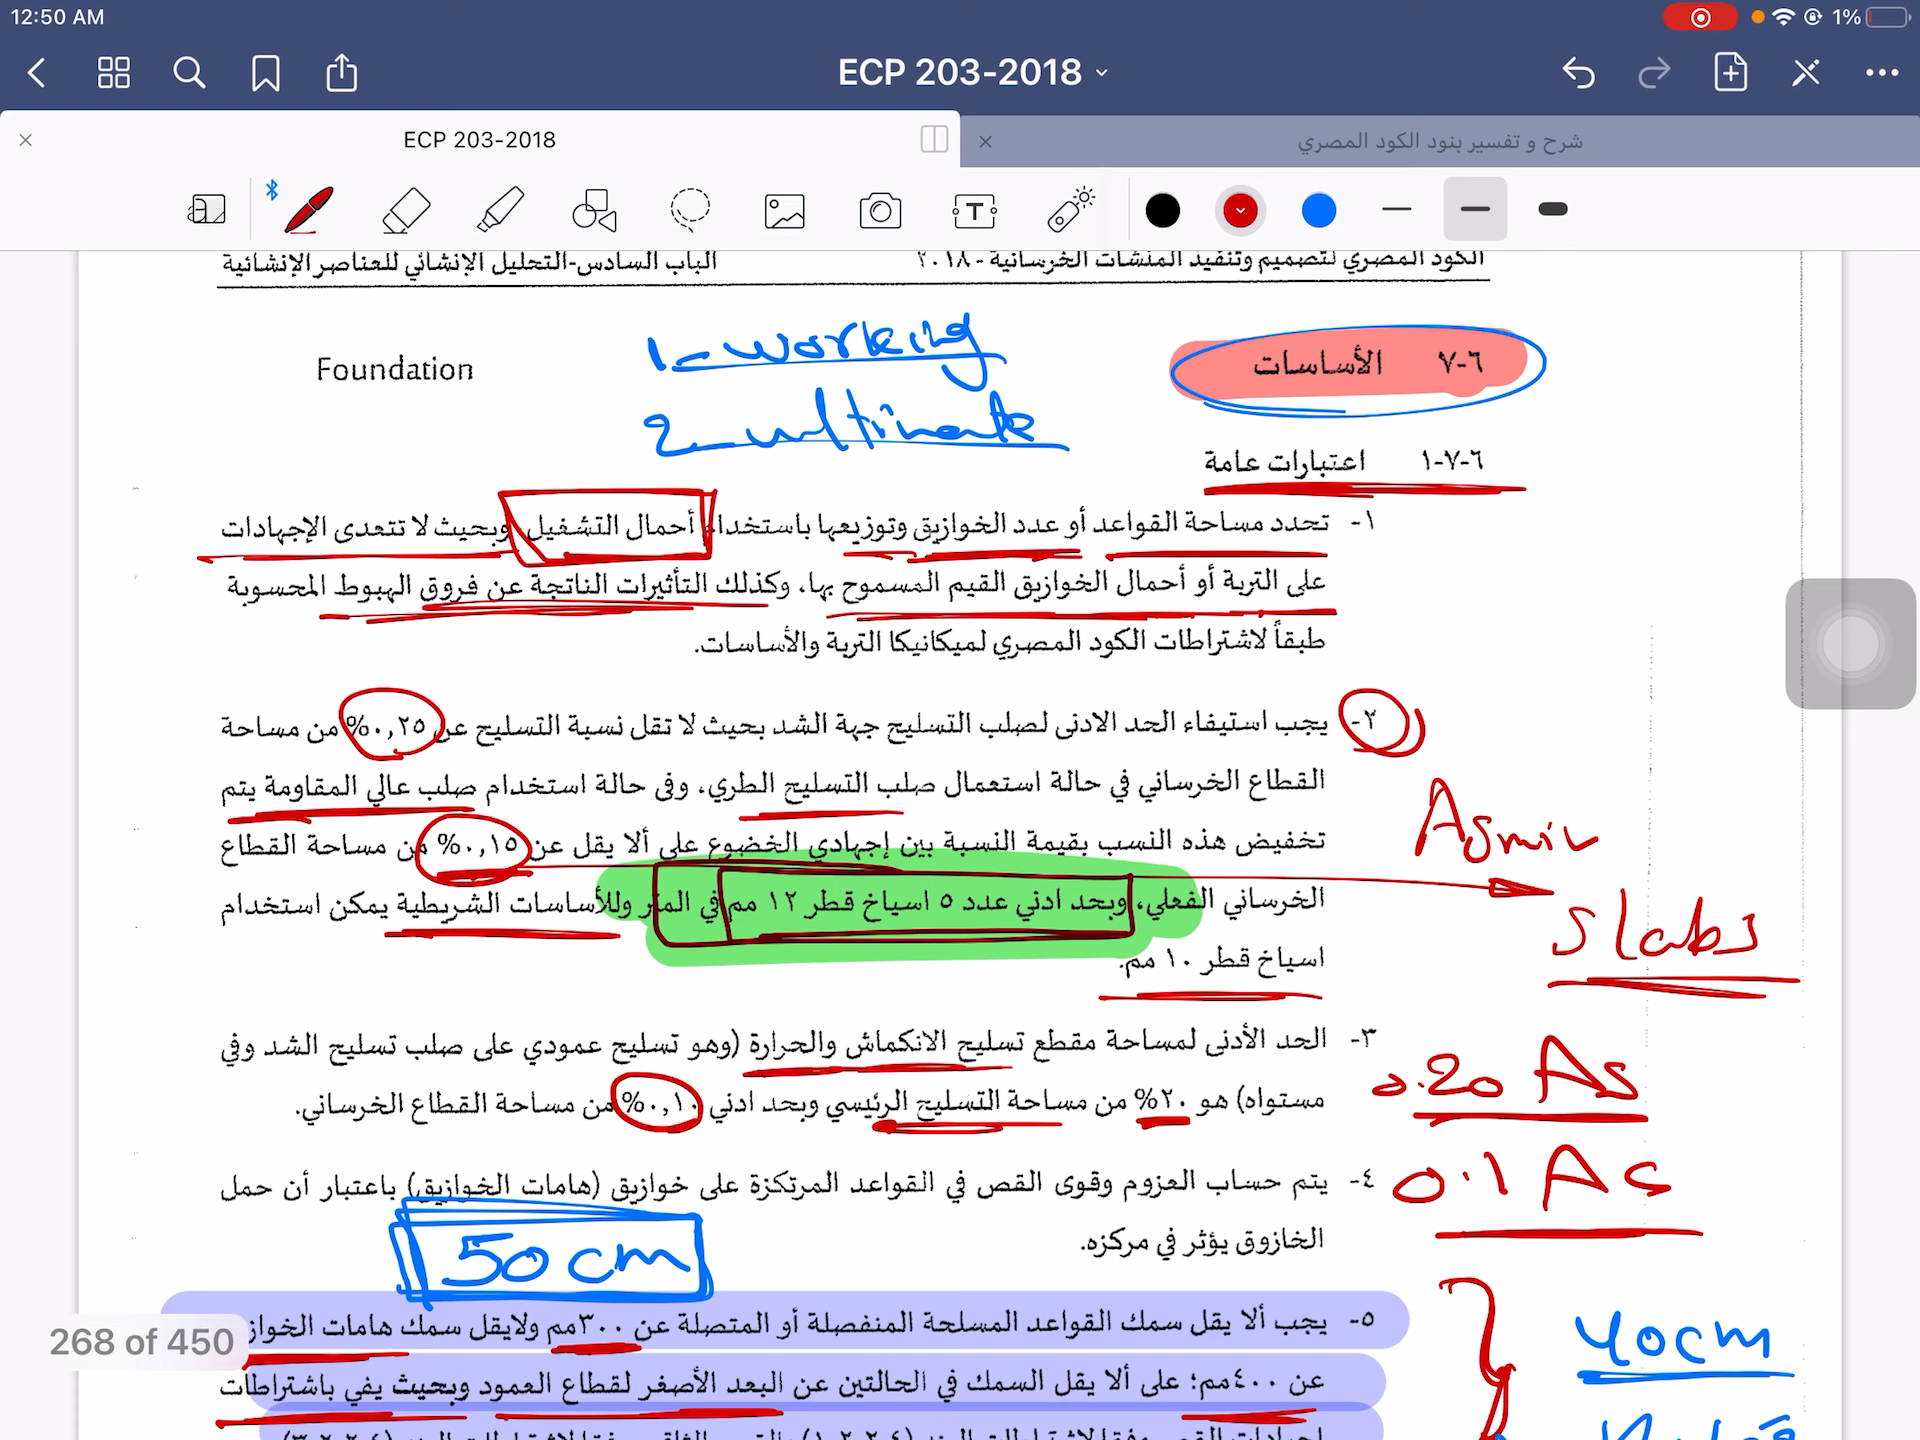 12:50 AM
1%
ECP 203-2018
ECP 203-2018
شرح و تفسير بنود الكود المصري
الكود المصري لتصميم وتنفيذ المنشآت الخرسانية - ٢٠١٨
الباب السادس-التحليل الإنشائي للعناصر الإنشائية
1- working
٦-٧ الأساسات
Foundation
2- ultimate
٦-٧-١ اعتبارات عامة
١- تحدد مساحة القواعد أو عدد الخوازيق وتوزيعها باستخدام أحمال التشغيل وبحيث لا تتعدى الإجهادات
على التربة أو أحمال الخوازيق القيم المسموح بها، وكذلك التأثيرات الناتجة عن فروق الهبوط المحسوبة
طبقاً لاشتراطات الكود المصري لميكانيكا التربة والأساسات.
٢- يجب استيفاء الحد الادنى لصلب التسليح جهة الشد بحيث لا تقل نسبة التسليح عن ٠,٢٥% من مساحة
القطاع الخرساني في حالة استعمال صلب التسليح الطري، وفى حالة استخدام صلب عالي المقاومة يتم
تخفيض هذه النسب بقيمة النسبة بين إجهادي الخضوع على ألا يقل عن ٠,١٥% من مساحة القطاع
Asmin
الخرساني الفعلي، وبحد ادني عدد ٥ اسياخ قطر ١٢ مم في المتر وللأساسات الشريطية يمكن استخدام
slabs
اسياخ قطر ١٠ مم.
٣- الحد الأدنى لمساحة مقطع تسليح الانكماش والحرارة (وهو تسليح عمودي على صلب تسليح الشد وفي
0.20 As
مستواه) هو ٢٠% من مساحة التسليح الرئيسي وبحد ادني ٠,١٠% من مساحة القطاع الخرساني.
٤- يتم حساب العزوم وقوى القص في القواعد المرتكزة على خوازيق (هامات الخوازيق) باعتبار أن حمل
0.1 Ac
الخازوق يؤثر في مركزه.
50 cm
٥- يجب ألا يقل سمك القواعد المسلحة المنفصلة أو المتصلة عن ٣٠٠مم ولايقل سمك هامات
268 of 450
40cm
عن ٤٠٠مم؛ على ألا يقل السمك في الحالتين عن البعد الأصغر لقطاع العمود وبحيث يفي باشتراطات